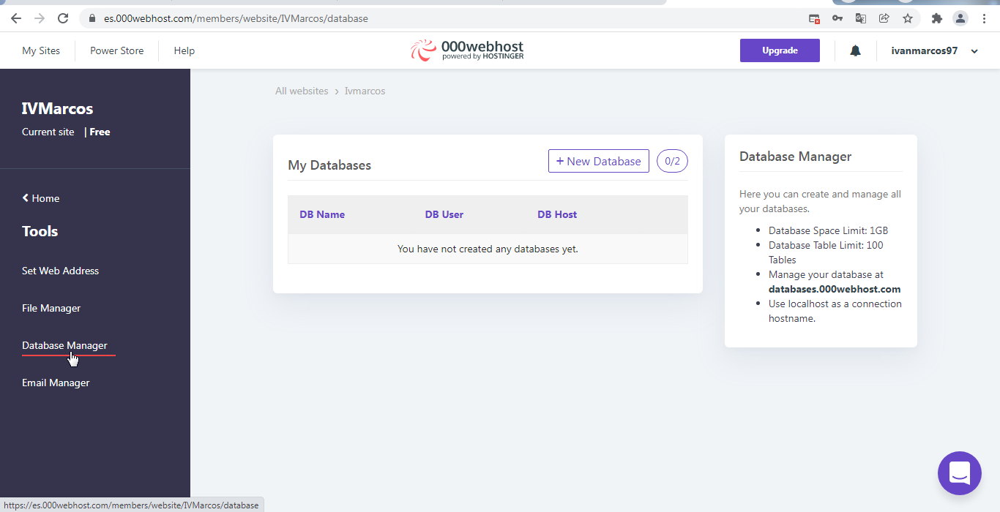 es.000webhost.com/members/website/IVMarcos/database
My Sites
Power Store
Help
000webhost
powered by HOSTINGER
Upgrade
ivanmarcos97
IVMarcos
Current site | Free
Home
Tools
Set Web Address
File Manager
Database Manager
Email Manager
All websites › Ivmarcos
My Databases
+ New Database
0/2
DB Name DB User DB Host
You have not created any databases yet.
Database Manager
Here you can create and manage all
your databases.
• Database Space Limit: 1GB
• Database Table Limit: 100
Tables
• Manage your database at
databases.000webhost.com
• Use localhost as a connection
hostname.
https://es.000webhost.com/members/website/IVMarcos/database